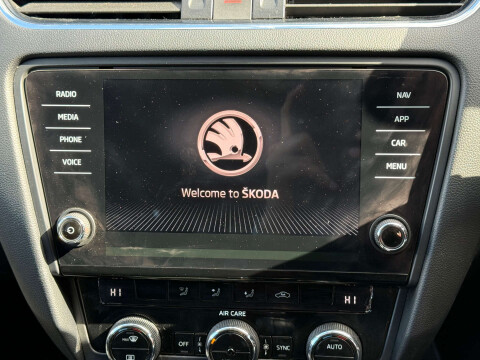 RADIO
MEDIA
PHONE
VOICE
NAV
APP
CAR
MENU
Welcome to ŠKODA
HI
HI
AIR CARE
OFF
SYNC
AUTO